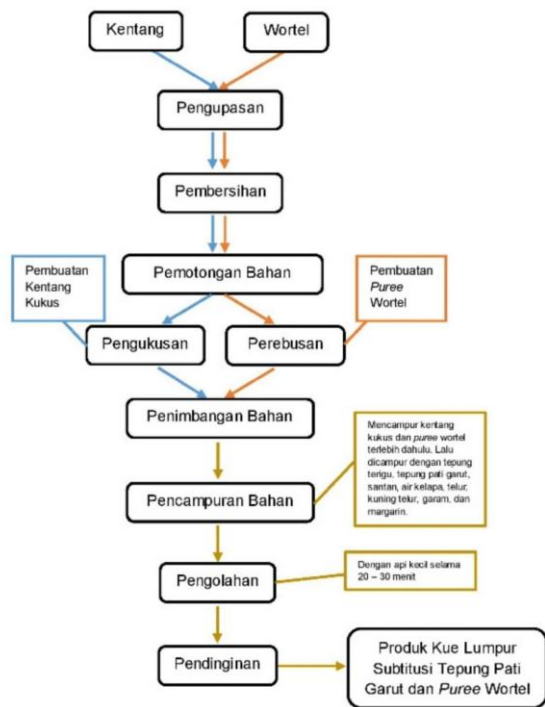 Kentang
Wortel
Pengupasan
Pembersihan
Pemotongan Bahan
Pembuatan
Kentang
Kukus
Pembuatan
Puree
Wortel
Pengukusan
Perebusan
Penimbangan Bahan
Mencampur kentang
kukus dan puree wortel
terlebih dahulu. Lalu
dicampur dengan tepung
terigu, tepung pati garut,
santan, air kelapa, telur,
kuning telur, garam, dan
margarin.
Pencampuran Bahan
Dengan api kecil selama
20 – 30 menit
Pengolahan
Pendinginan
Produk Kue Lumpur
Subtitusi Tepung Pati
Garut dan Puree Wortel